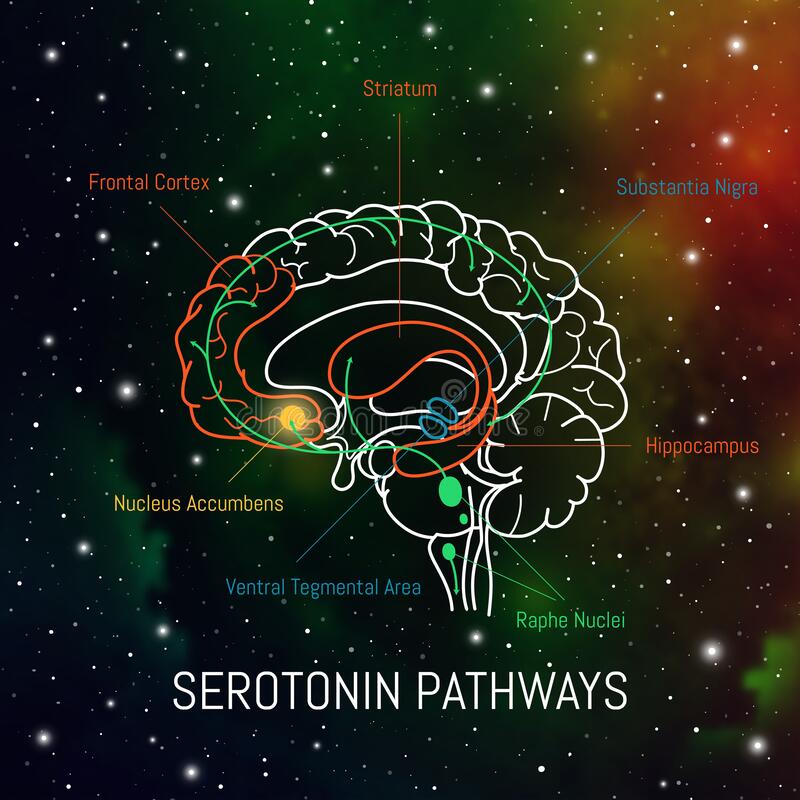 Striatum
Frontal Cortex
Substantia Nigra
Hippocampus
Nucleus Accumbens
Ventral Tegmental Area
Raphe Nuclei
SEROTONIN PATHWAYS